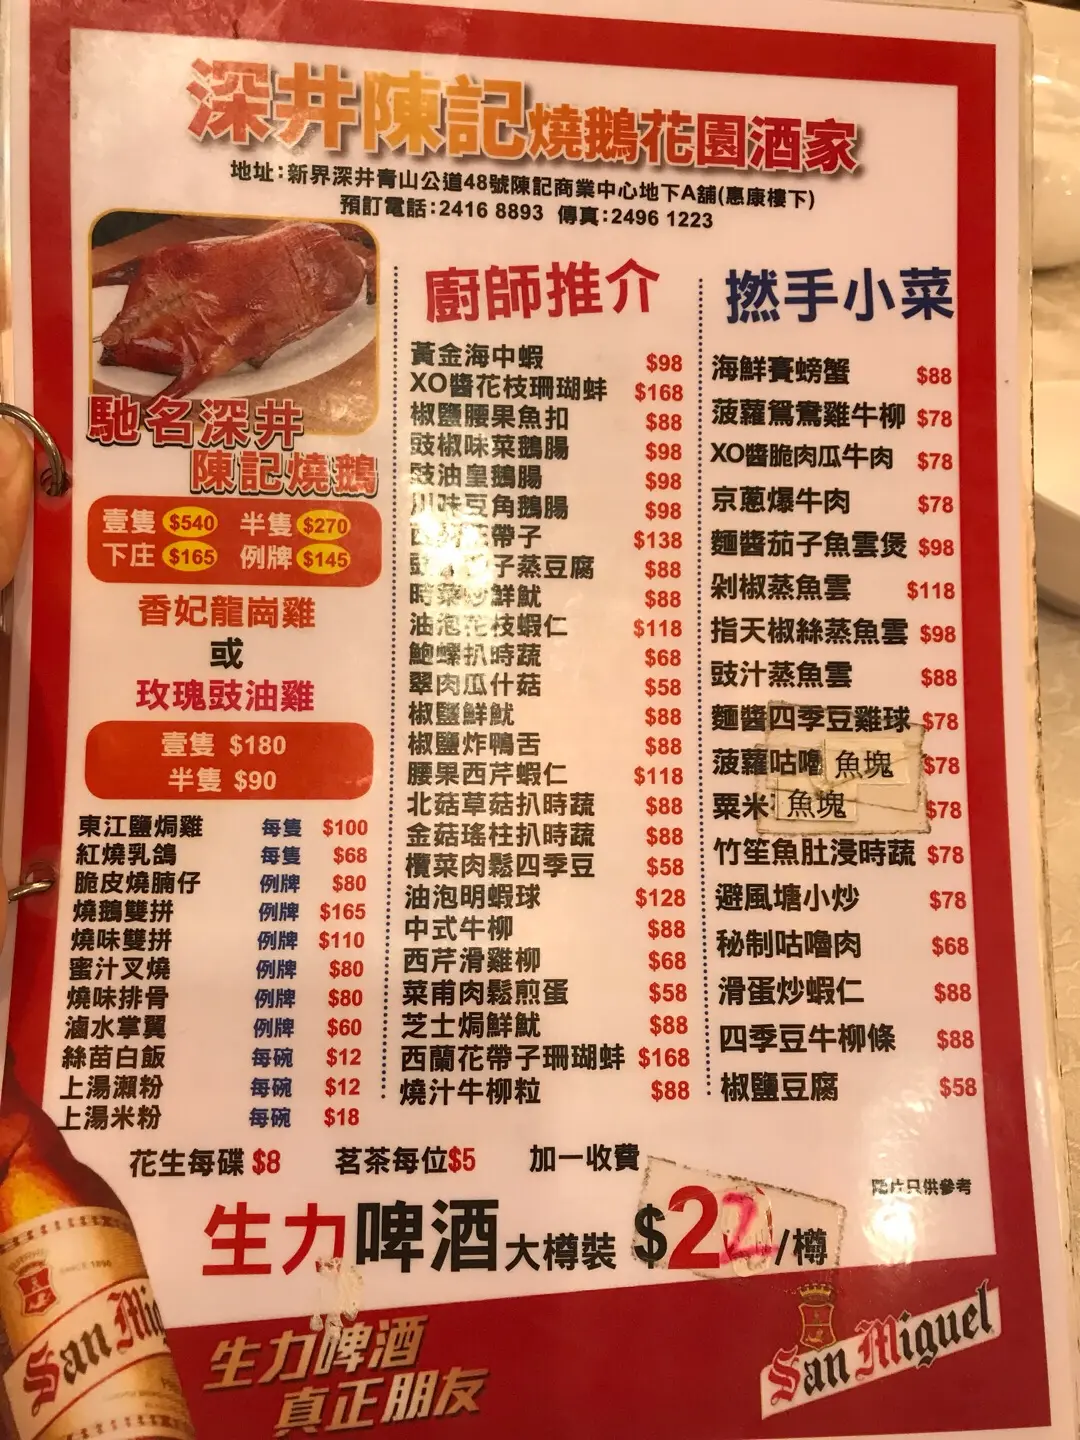 深井陳記燒鵝花園酒家
地址:新界深井青山公道48號陳記商業中心地下A舖(惠康樓下)
預訂電話:2416 8893 傳真:2496 1223
馳名深井
陳記燒鵝
壹隻 $540 半隻 $270
下庄 $165 例牌 $145
香妃龍崗雞
或
玫瑰豉油雞
壹隻 $180
半隻 $90
東江鹽焗雞 每隻 $100
紅燒乳鴿 每隻 $68
脆皮燒腩仔 例牌 $80
燒鵝雙拼 例牌 $165
燒味雙拼 例牌 $110
蜜汁叉燒 例牌 $80
燒味排骨 例牌 $80
滷水掌翼 例牌 $60
絲苗白飯 每碗 $12
上湯瀨粉 每碗 $12
上湯米粉 每碗 $18
廚師推介
黃金海中蝦 $98
XO醬花枝珊瑚蚌 $168
椒鹽腰果魚扣 $88
豉椒味菜鵝腸 $98
豉油皇鵝腸 $98
川味豆角鵝腸 $98
西 花帶子 $138
豉 子蒸豆腐 $88
時菜炒鮮魷 $88
油泡花枝蝦仁 $118
鮑螺扒時蔬 $68
翠肉瓜什菇 $58
椒鹽鮮魷 $88
椒鹽炸鴨舌 $88
腰果西芹蝦仁 $118
北菇草菇扒時蔬 $88
金菇瑤柱扒時蔬 $88
欖菜肉鬆四季豆 $58
油泡明蝦球 $128
中式牛柳 $88
西芹滑雞柳 $68
菜甫肉鬆煎蛋 $58
芝士焗鮮魷 $88
西蘭花帶子珊瑚蚌 $168
燒汁牛柳粒 $88
撚手小菜
海鮮賽螃蟹 $88
菠蘿鴛鴦雞牛柳 $78
XO醬脆肉瓜牛肉 $78
京蔥爆牛肉 $78
麵醬茄子魚雲煲 $98
剁椒蒸魚雲 $118
指天椒絲蒸魚雲 $98
豉汁蒸魚雲 $88
麵醬四季豆雞球 $78
菠蘿咕嚕魚塊 $78
粟米魚塊 $78
竹笙魚肚浸時蔬 $78
避風塘小炒 $78
秘制咕嚕肉 $68
滑蛋炒蝦仁 $88
四季豆牛柳條 $88
椒鹽豆腐 $58
花生每碟 $8 茗茶每位$5 加一收費
圖片只供參考
生力啤酒 大樽裝 $22/樽
San Mig
生力啤酒
真正朋友
San Miguel